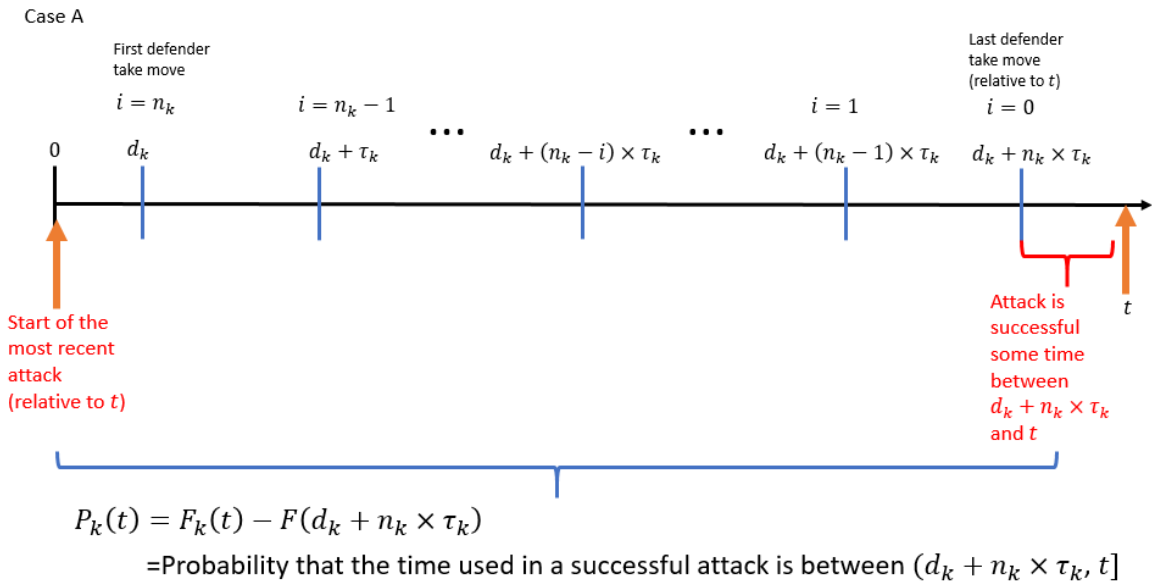 Case A
First defender
take move
Last defender
take move
(relative to t)
i = n_k
i = n_k − 1
i = 1
i = 0
...
...
0
d_k
d_k + τ_k
d_k + (n_k − i) × τ_k
d_k + (n_k − 1) × τ_k
d_k + n_k × τ_k
t
Start of the
most recent
attack
(relative to t)
Attack is
successful
some time
between
d_k + n_k × τ_k
and t
P_k(t) = F_k(t) − F(d_k + n_k × τ_k)
=Probability that the time used in a successful attack is between (d_k + n_k × τ_k, t]